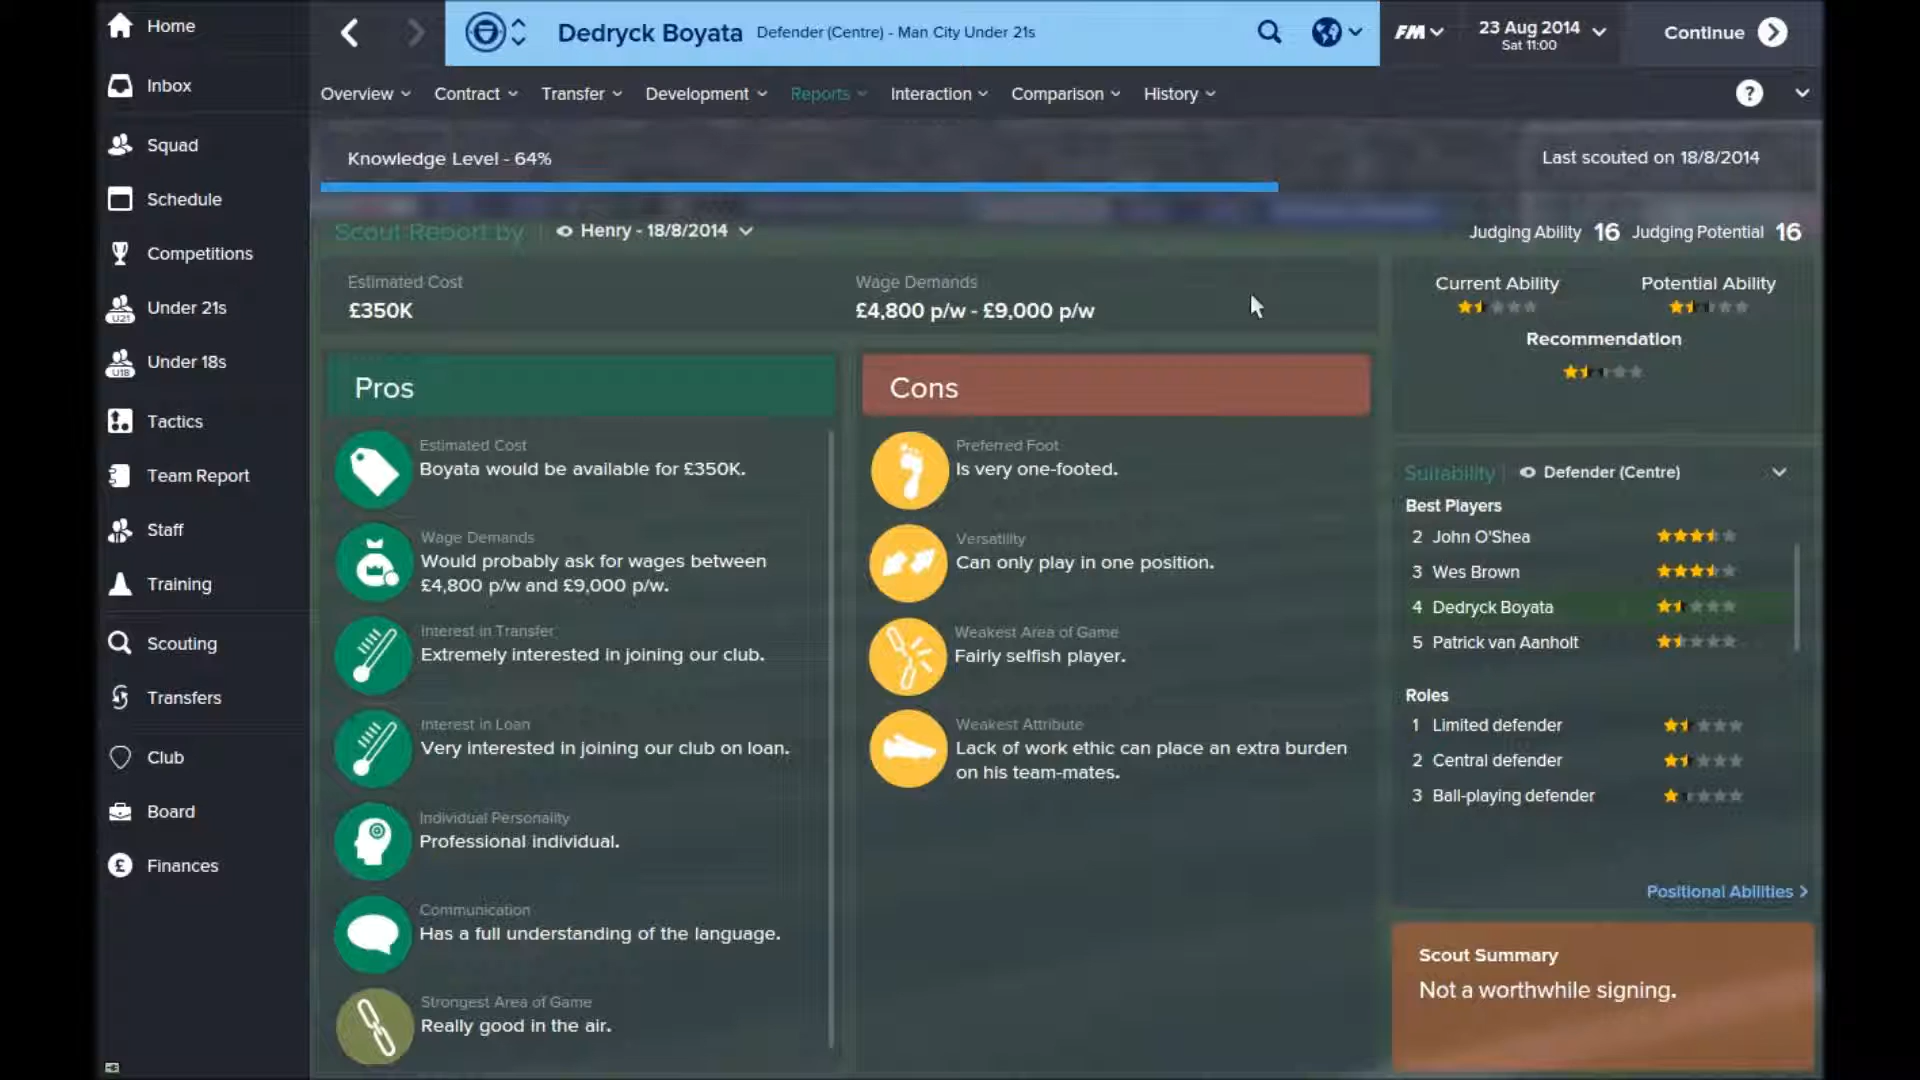 Home
Dedryck Boyata Defender (Centre) - Man City Under 21s
FM
23 Aug 2014
Sat 11:00
Continue
Inbox
Overview Contract Transfer Development Reports Interaction Comparison History
?
Squad
Schedule
Competitions
U21 Under 21s
U18 Under 18s
Tactics
Team Report
Staff
Training
Scouting
Transfers
Club
Board
£ Finances
Knowledge Level - 64%
Last scouted on 18/8/2014
Scout Report by Henry - 18/8/2014
Judging Ability 16 Judging Potential 16
Estimated Cost
£350K
Wage Demands
£4,800 p/w - £9,000 p/w
Current Ability
Potential Ability
Recommendation
Pros
Estimated Cost
Boyata would be available for £350K.
Wage Demands
Would probably ask for wages between
£4,800 p/w and £9,000 p/w.
Interest in Transfer
Extremely interested in joining our club.
Interest in Loan
Very interested in joining our club on loan.
Individual Personality
Professional individual.
Communication
Has a full understanding of the language.
Strongest Area of Game
Really good in the air.
Cons
Preferred Foot
Is very one-footed.
Versatility
Can only play in one position.
Weakest Area of Game
Fairly selfish player.
Weakest Attribute
Lack of work ethic can place an extra burden
on his team-mates.
Suitability Defender (Centre)
Best Players
2 John O'Shea
3 Wes Brown
4 Dedryck Boyata
5 Patrick van Aanholt
Roles
1 Limited defender
2 Central defender
3 Ball-playing defender
Positional Abilities >
Scout Summary
Not a worthwhile signing.